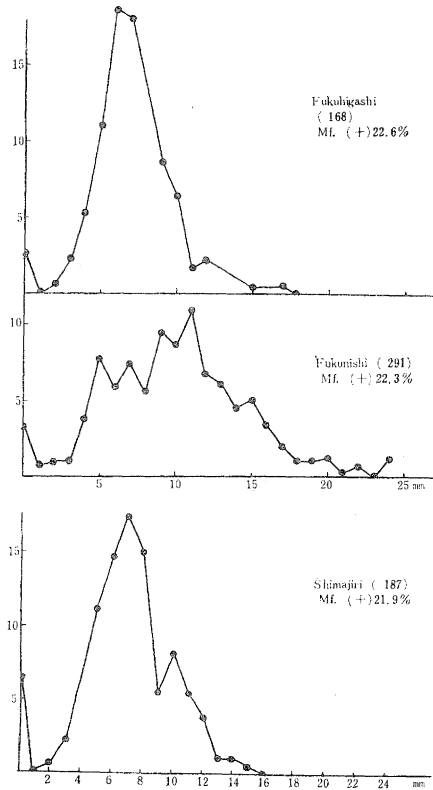 15
Fukuhigashi
( 168)
Mf. (+)22.6%
10
5
10
Fukunishi ( 291)
Mf. (+)22.3%
5
5 10 15 20 25 mm
15
Shimajiri ( 187)
Mf. (+)21.9%
10
5
2 4 6 8 10 12 14 16 18 20 22 24 mm